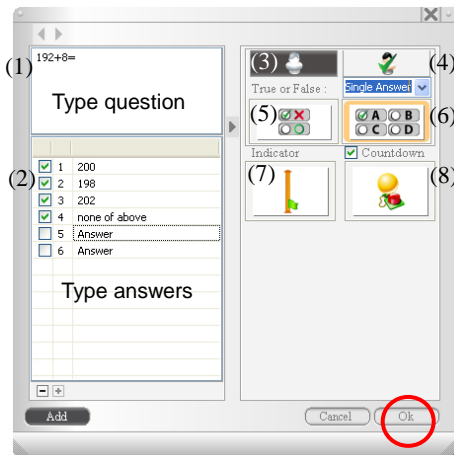 (1)
192+8=
Type question
(2)
1 200
2 198
3 202
4 none of above
5 Answer
6 Answer
Type answers
Add
(3)
(4)
True or False :
Single Answer
(5)
(6)
A B
C D
Indicator
Countdown
(7)
(8)
Cancel
Ok